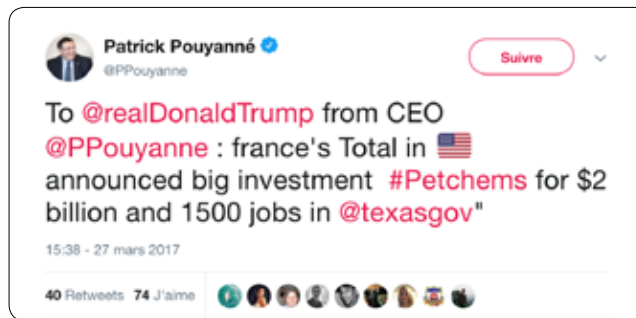 Patrick Pouyanné
@PPouyanne
Suivre
To @realDonaldTrump from CEO
@PPouyanne : france's Total in 🇺🇸
announced big investment #Petchems for $2
billion and 1500 jobs in @texasgov"
15:38 - 27 mars 2017
40 Retweets 74 J'aime